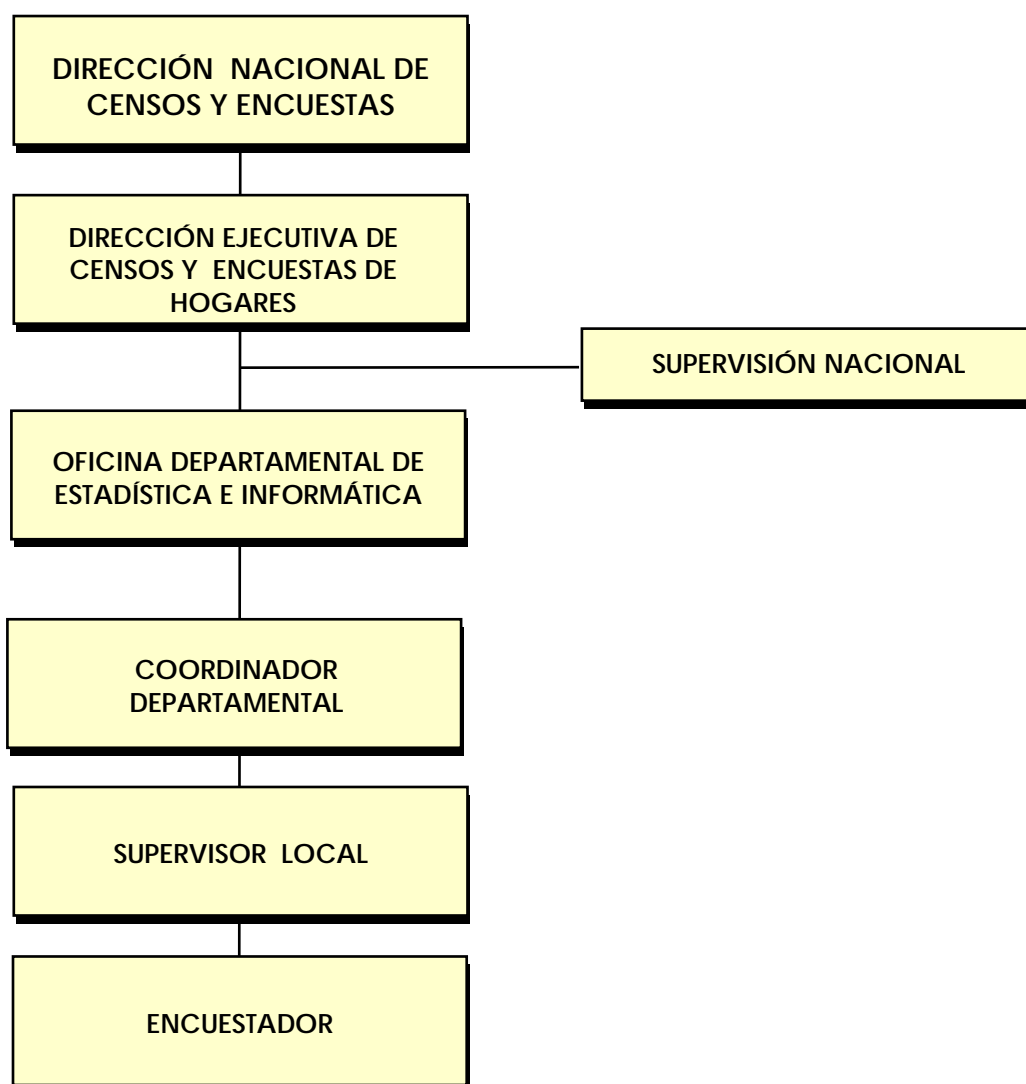 DIRECCIÓN NACIONAL DE
CENSOS Y ENCUESTAS
DIRECCIÓN EJECUTIVA DE
CENSOS Y ENCUESTAS DE
HOGARES
SUPERVISIÓN NACIONAL
OFICINA DEPARTAMENTAL DE
ESTADÍSTICA E INFORMÁTICA
COORDINADOR
DEPARTAMENTAL
SUPERVISOR LOCAL
ENCUESTADOR